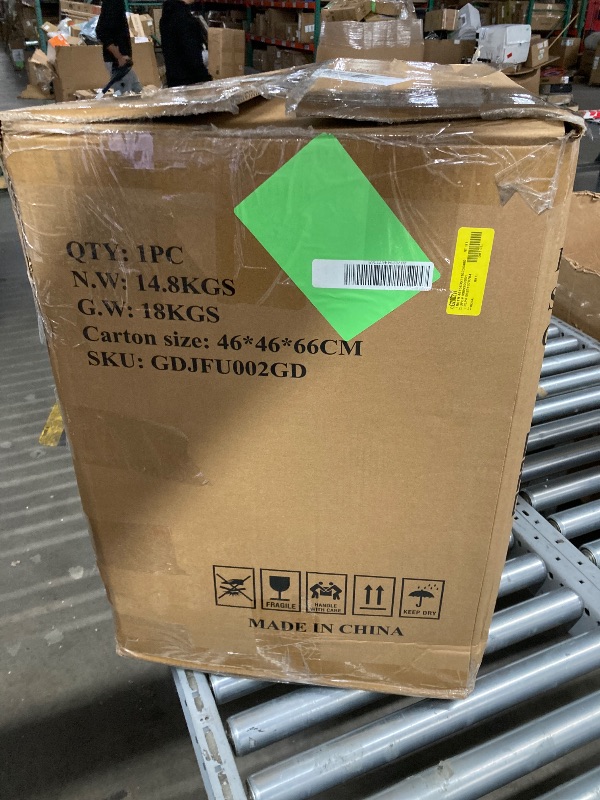 QTY: 1PC
N.W: 14.8KGS
G.W: 18KGS
Carton size: 46*46*66CM
SKU: GDJFU002GD
FRAGILE
HANDLE
WITH CARE
KEEP DRY
MADE IN CHINA